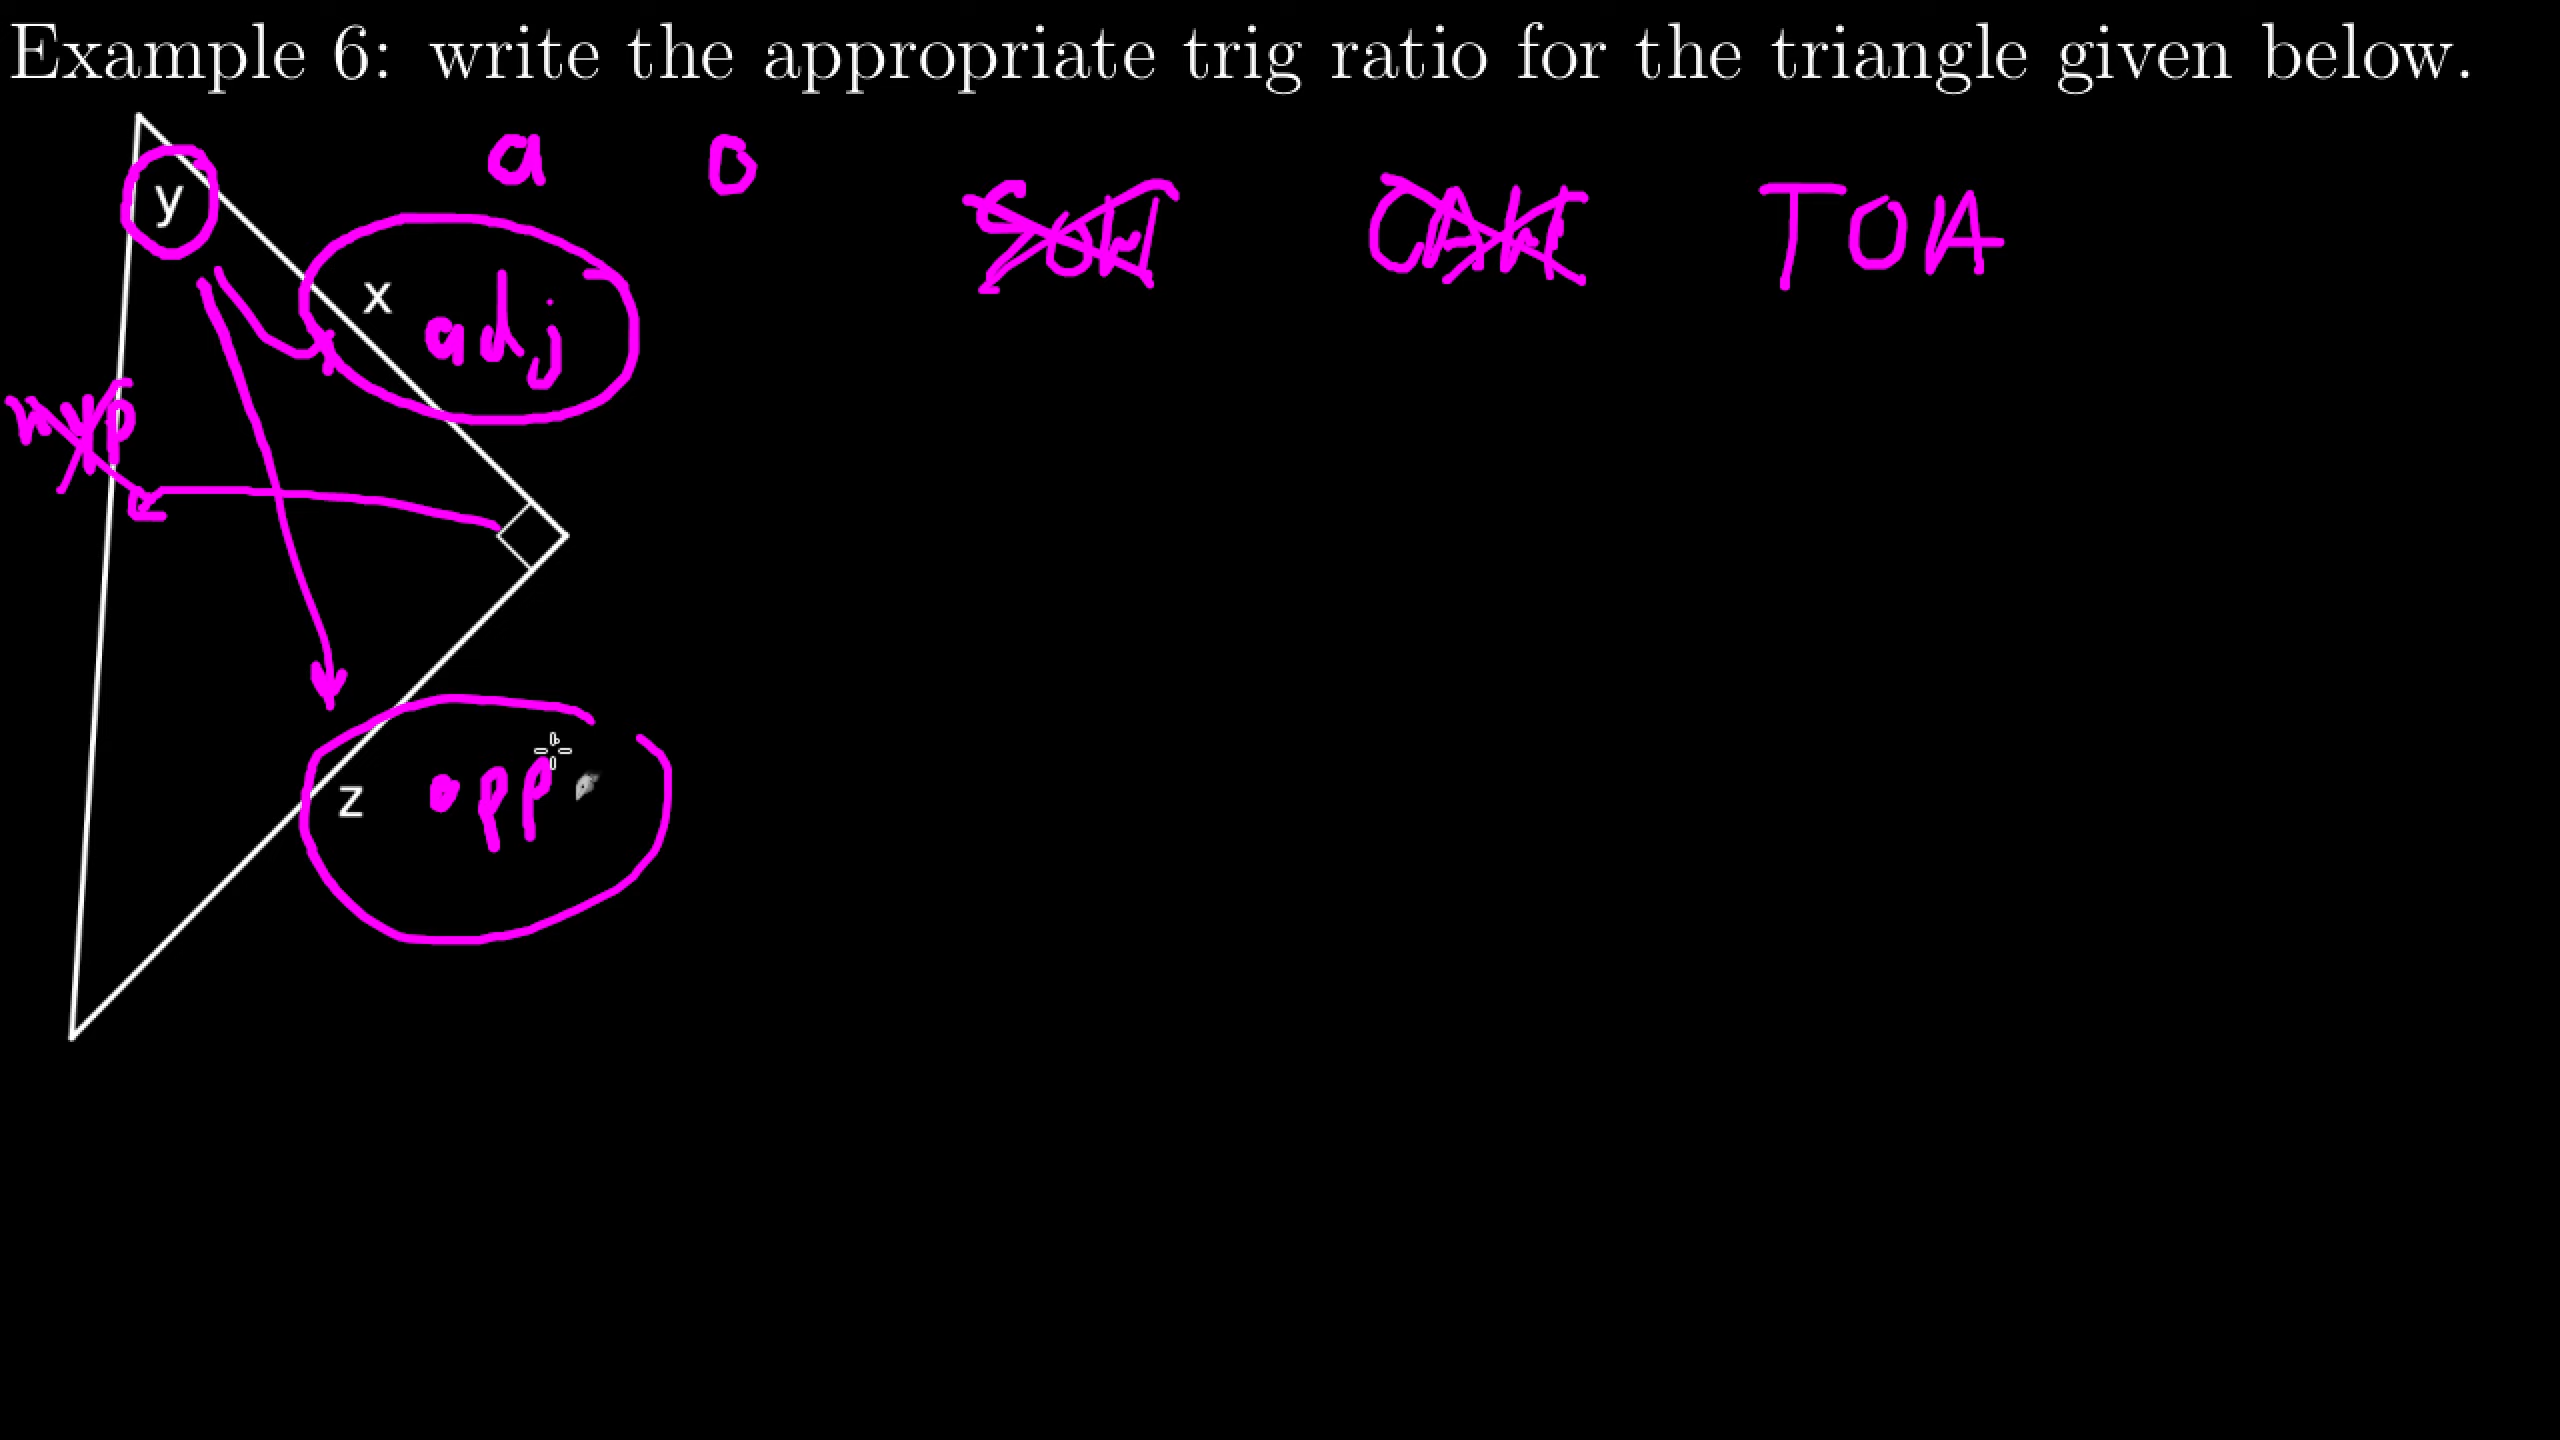 Example 6: write the appropriate trig ratio for the triangle given below.
a o
y
SOH CAH TOA
x
adj
hyp
z opp